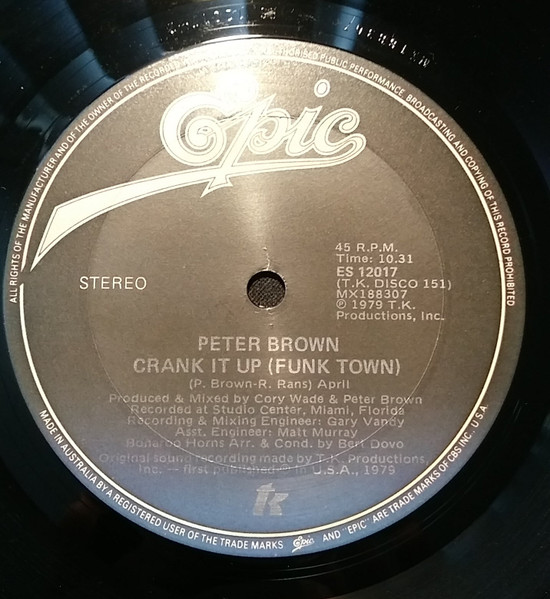 Epic
STEREO
45 R.P.M.
Time: 10.31
ES 12017
(T.K. DISCO 151)
MX188307
℗ 1979 T.K.
Productions, Inc.
PETER BROWN
CRANK IT UP (FUNK TOWN)
(P. Brown-R. Rans) April
Produced & Mixed by Cory Wade & Peter Brown
Recorded at Studio Center, Miami, Florida
Recording & Mixing Engineer: Gary Vandy
Asst. Engineer: Matt Murray
Bonaroo Horns Arr. & Cond. by Bert Dovo
Original sound recording made by T.K. Productions,
Inc. — first published ℗ in U.S.A., 1979
tk
ALL RIGHTS OF THE MANUFACTURER AND OF THE OWNER OF THE RECORDED PUBLIC PERFORMANCE BROADCASTING AND COPYING OF THIS RECORD PROHIBITED
MADE IN AUSTRALIA BY A REGISTERED USER OF THE TRADE MARKS Epic AND "EPIC" ARE TRADE MARKS OF CBS INC., U.S.A.